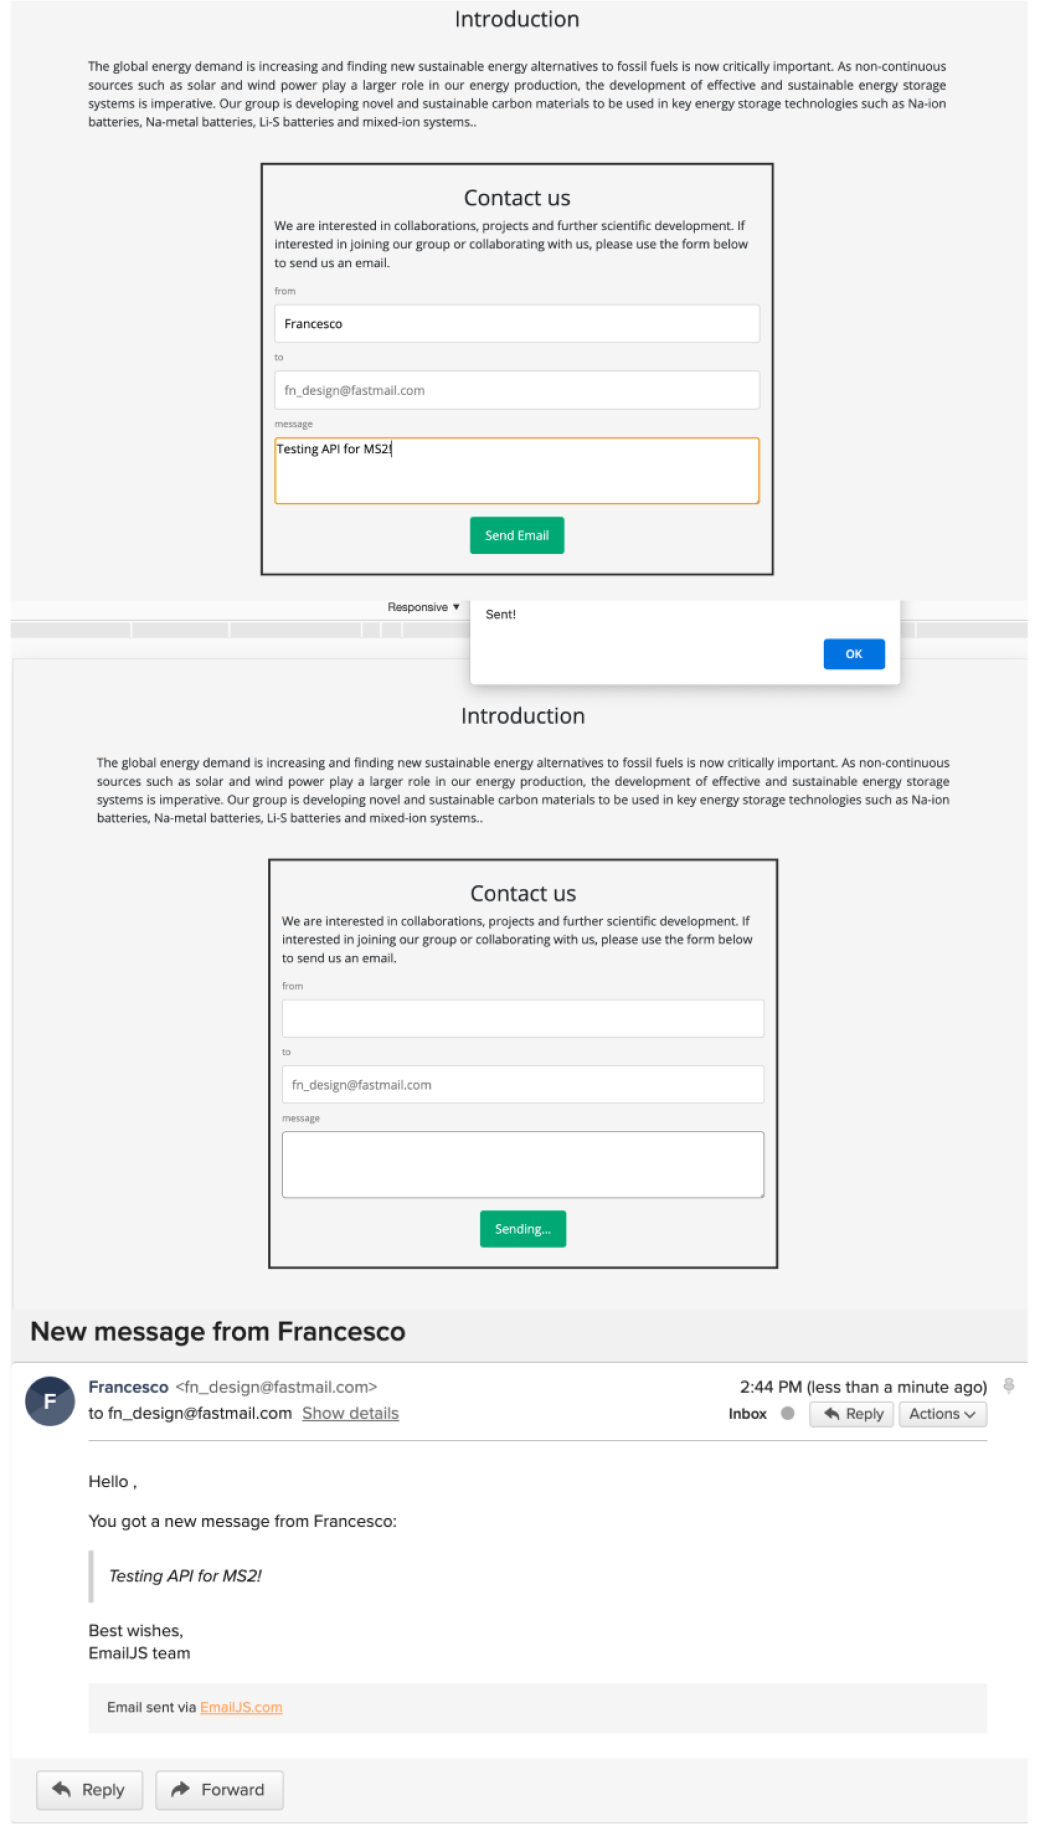 Introduction
The global energy demand is increasing and finding new sustainable energy alternatives to fossil fuels is now critically important. As non-continuous
sources such as solar and wind power play a larger role in our energy production, the development of effective and sustainable energy storage
systems is imperative. Our group is developing novel and sustainable carbon materials to be used in key energy storage technologies such as Na-ion
batteries, Na-metal batteries, Li-S batteries and mixed-ion systems..
Contact us
We are interested in collaborations, projects and further scientific development. If
interested in joining our group or collaborating with us, please use the form below
to send us an email.
from
Francesco
to
fn_design@fastmail.com
message
Testing API for MS2!
Send Email
Responsive ▼
Sent!
OK
Introduction
The global energy demand is increasing and finding new sustainable energy alternatives to fossil fuels is now critically important. As non-continuous
sources such as solar and wind power play a larger role in our energy production, the development of effective and sustainable energy storage
systems is imperative. Our group is developing novel and sustainable carbon materials to be used in key energy storage technologies such as Na-ion
batteries, Na-metal batteries, Li-S batteries and mixed-ion systems..
Contact us
We are interested in collaborations, projects and further scientific development. If
interested in joining our group or collaborating with us, please use the form below
to send us an email.
from
to
fn_design@fastmail.com
message
Sending...
New message from Francesco
F
Francesco <fn_design@fastmail.com>
2:44 PM (less than a minute ago)
to fn_design@fastmail.com Show details
Inbox Reply Actions
Hello ,
You got a new message from Francesco:
Testing API for MS2!
Best wishes,
EmailJS team
Email sent via EmailJS.com
Reply Forward